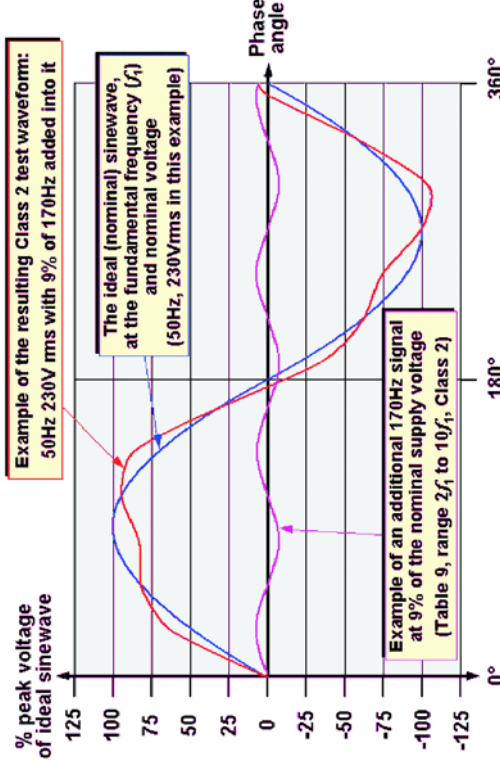 Example of the resulting Class 2 test waveform:
50Hz 230V rms with 9% of 170Hz added into it
The ideal (nominal) sinewave,
at the fundamental frequency (f₁)
and nominal voltage
(50Hz, 230Vrms in this example)
% peak voltage
of ideal sinewave
125
100
75
50
25
0
-25
-50
-75
-100
-125
0°
180°
360°
Phase
angle
Example of an additional 170Hz signal
at 9% of the nominal supply voltage
(Table 9, range 2f₁ to 10f₁, Class 2)